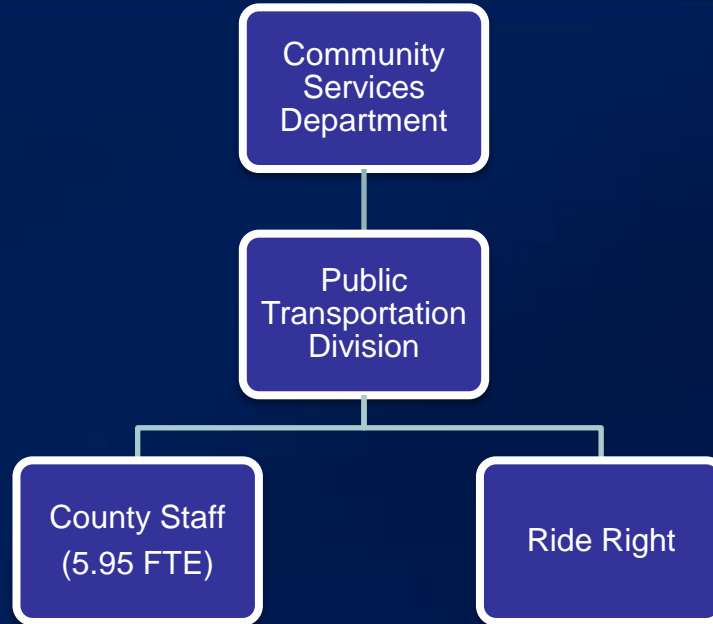 Community
Services
Department
Public
Transportation
Division
County Staff
(5.95 FTE)
Ride Right